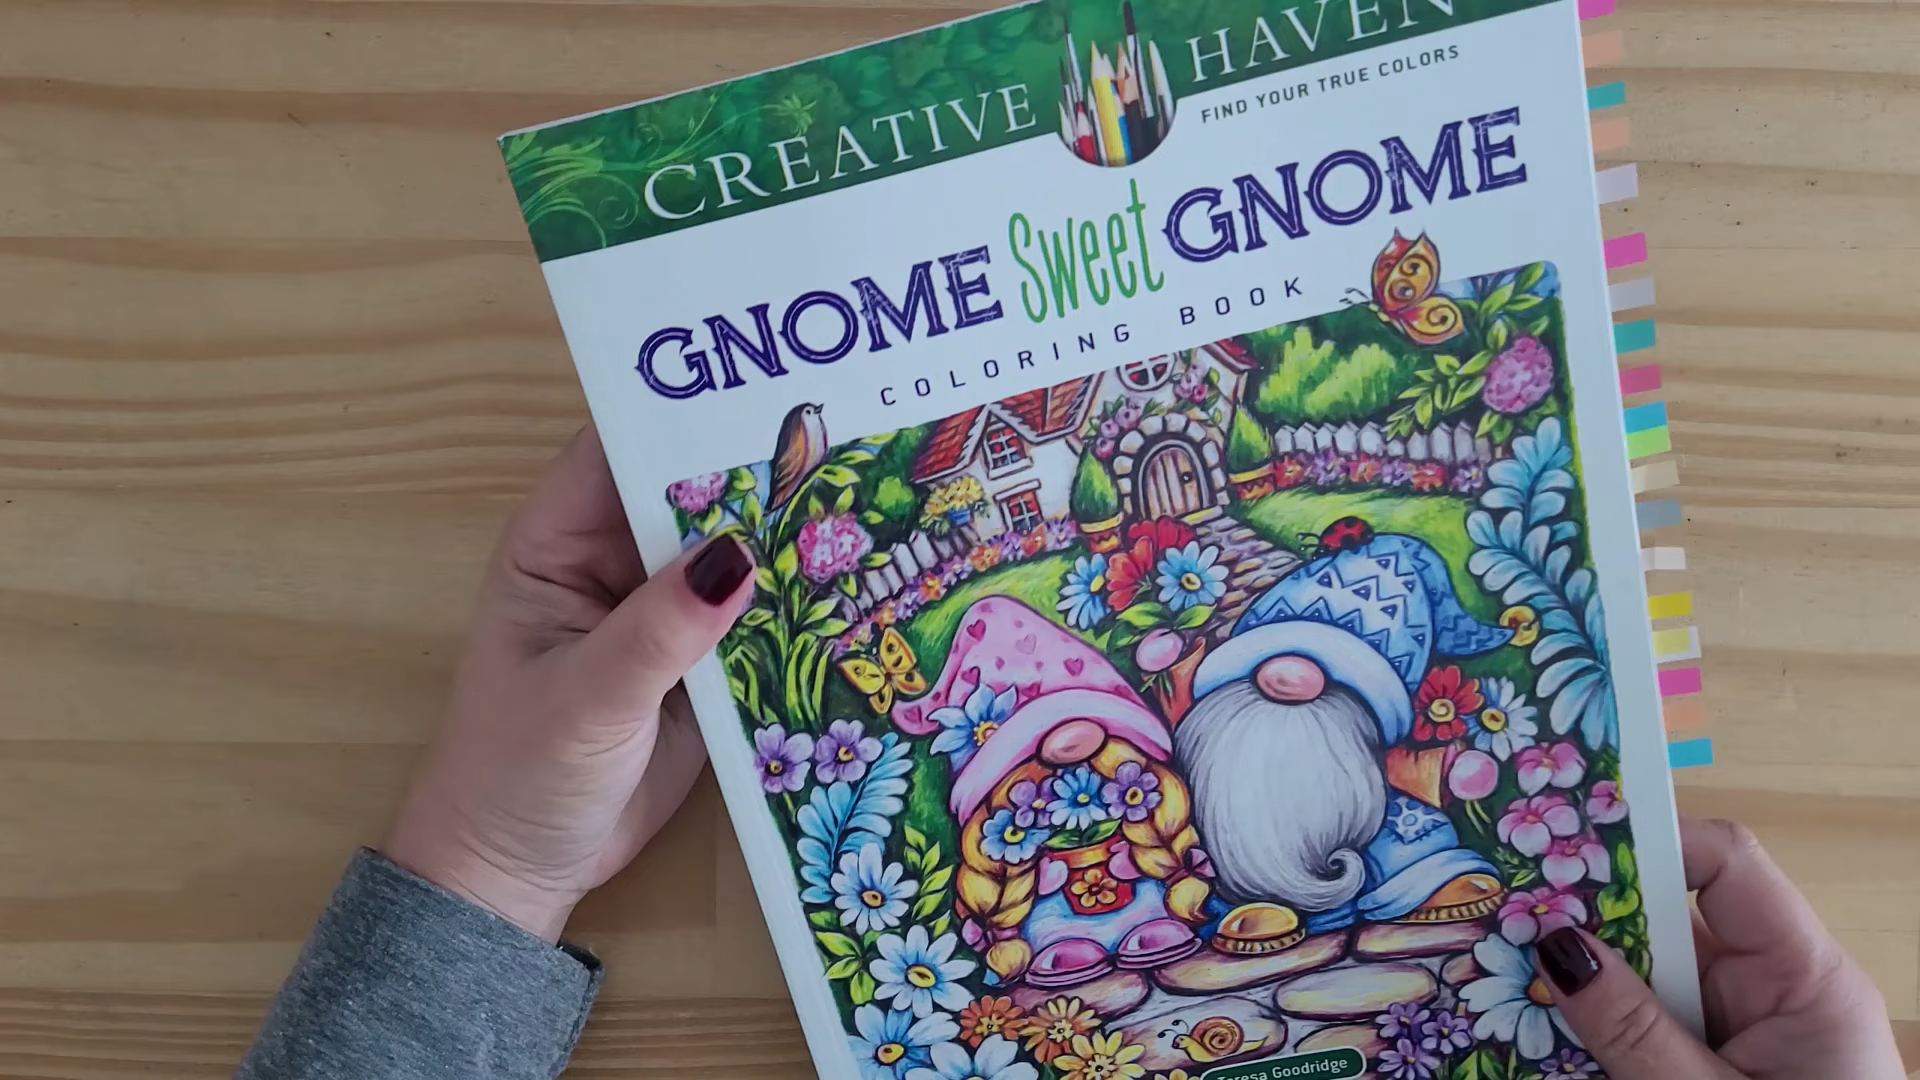 CREATIVE HAVEN
FIND YOUR TRUE COLORS
GNOME Sweet GNOME
COLORING BOOK
Teresa Goodridge